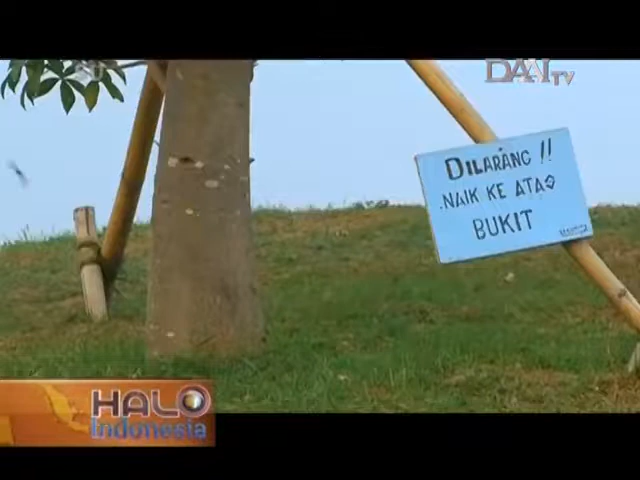 DAAI TV
DILARANG !!
NAIK KE ATAS
BUKIT
HALO
Indonesia